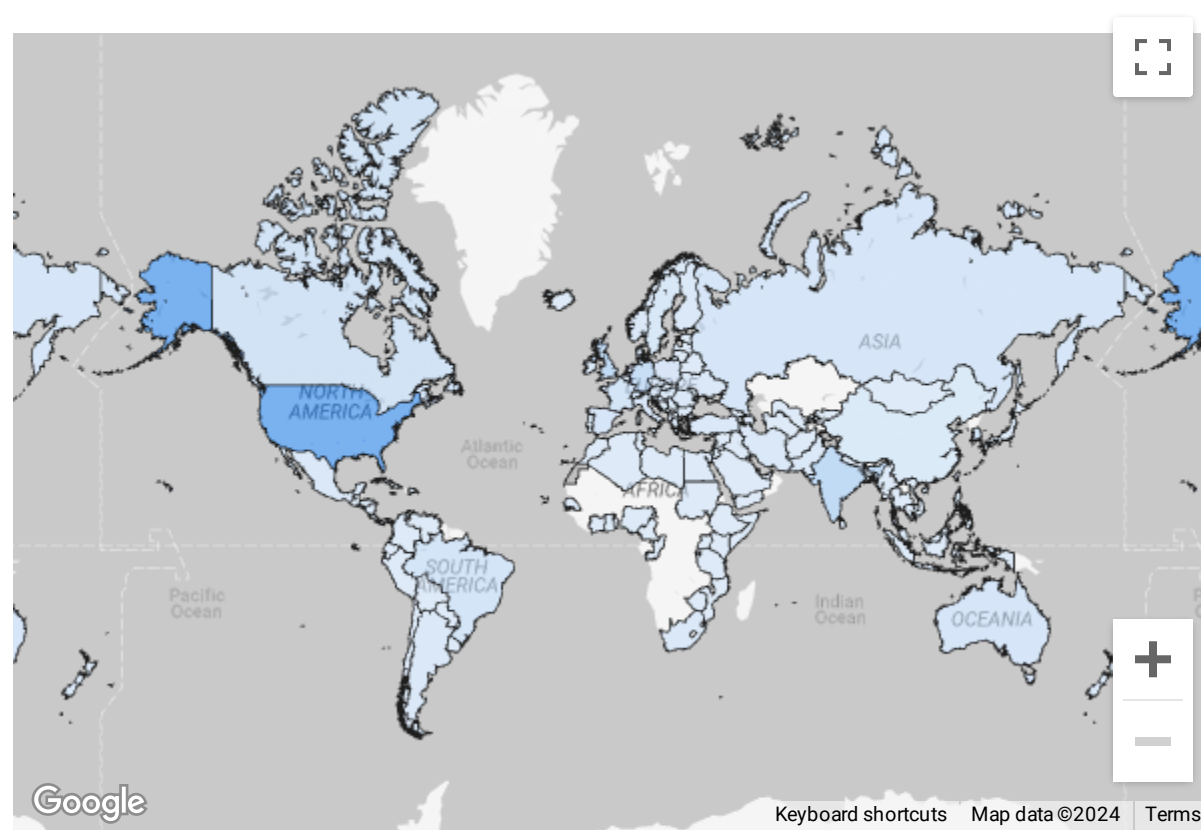 ASIA
EUROPE
NORTH
AMERICA
Atlantic
Ocean
AFRICA
SOUTH
AMERICA
Pacific
Ocean
Indian
Ocean
OCEANIA
Google
Keyboard shortcuts
Map data ©2024
Terms